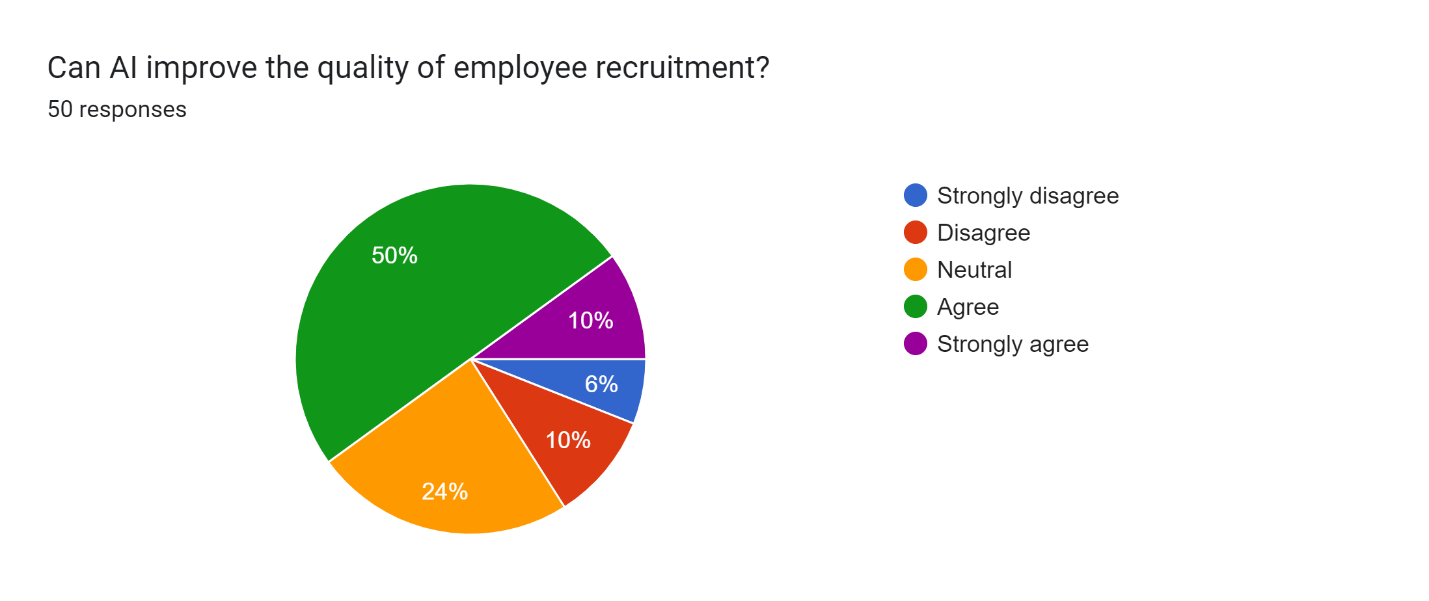 Can AI improve the quality of employee recruitment?
50 responses
50%
10%
6%
10%
24%
Strongly disagree
Disagree
Neutral
Agree
Strongly agree